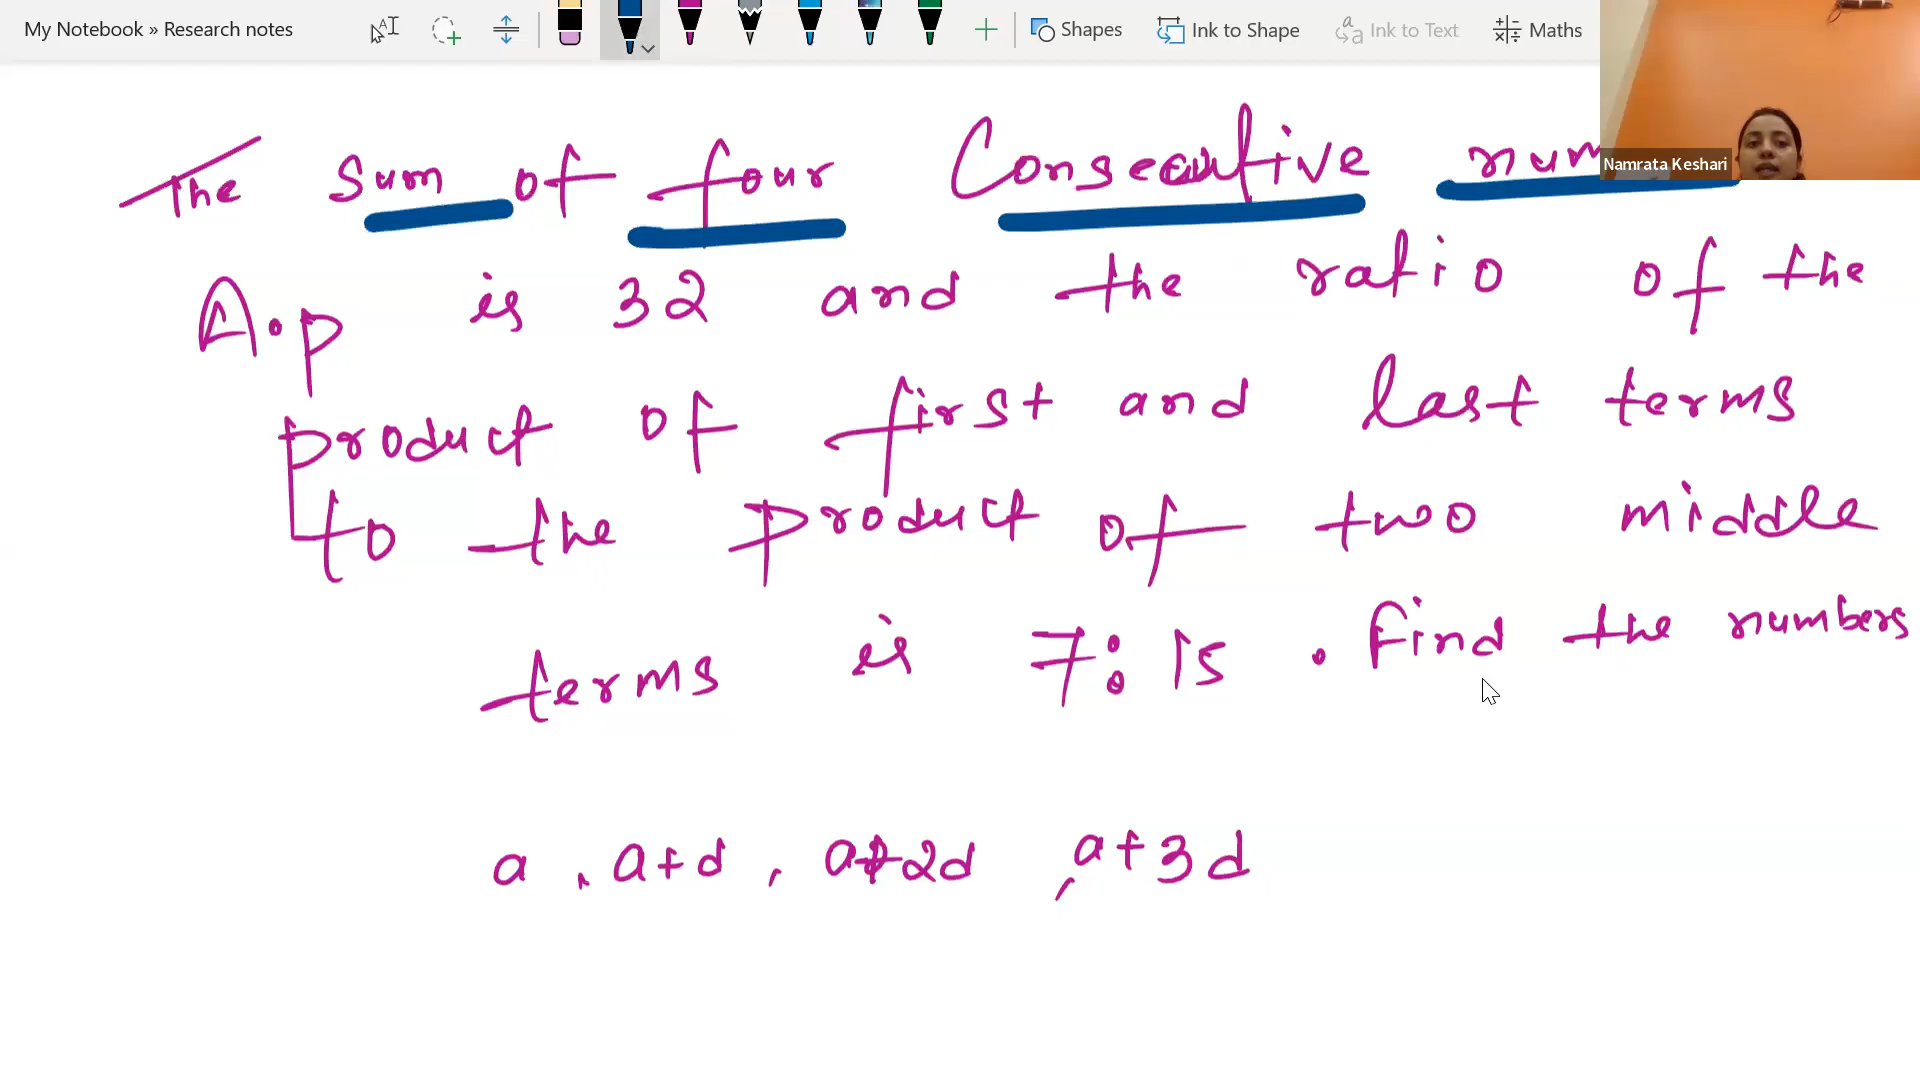 My Notebook » Research notes
Shapes Ink to Shape Ink to Text Maths
Namrata Keshari
The sum of four Consecutive
A.p is 32 and the ratio of the
product of first and last terms
to the product of two middle
terms is 7:15 . Find the numbers
a , a+d , a+2d , a+3d